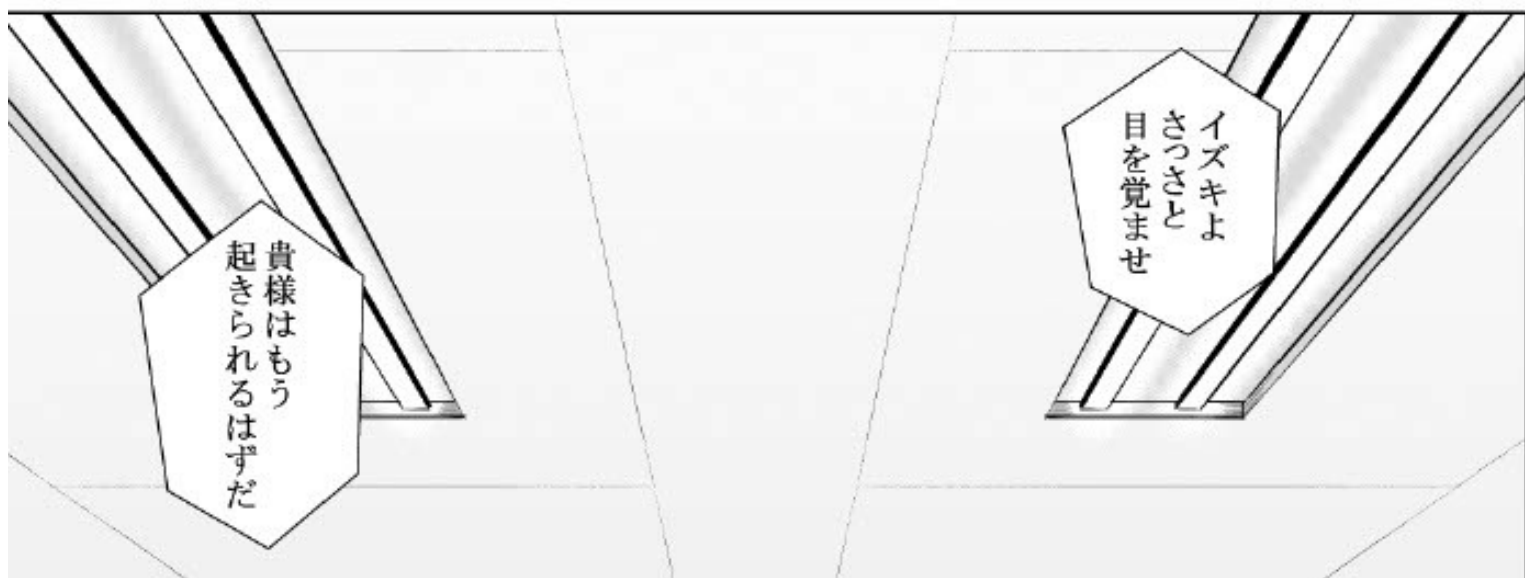 イズキよ
さっさと
目を覚ませ
貴様はもう
起きられるはずだ